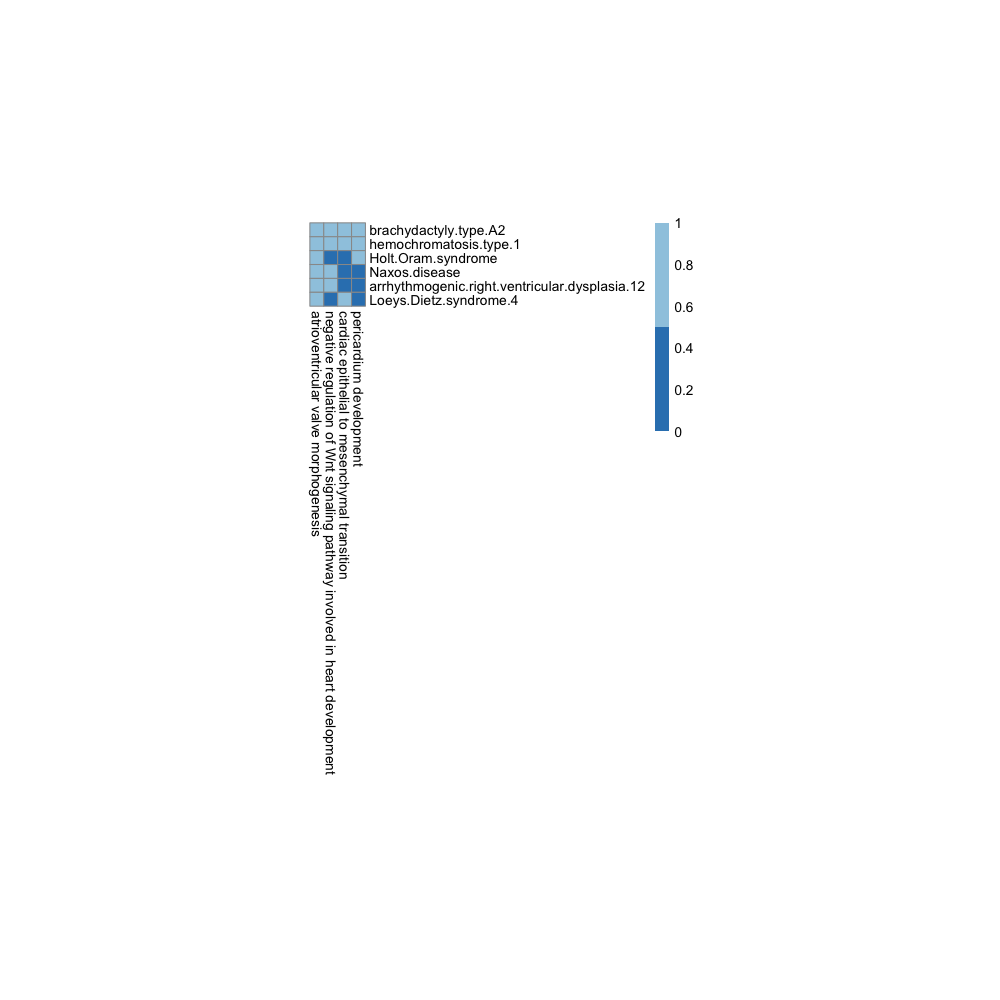 brachydactyly.type.A2
hemochromatosis.type.1
Holt.Oram.syndrome
Naxos.disease
arrhythmogenic.right.ventricular.dysplasia.12
Loeys.Dietz.syndrome.4
atrioventricular valve morphogenesis
negative regulation of Wnt signaling pathway involved in heart development
cardiac epithelial to mesenchymal transition
pericardium development
1
0.8
0.6
0.4
0.2
0